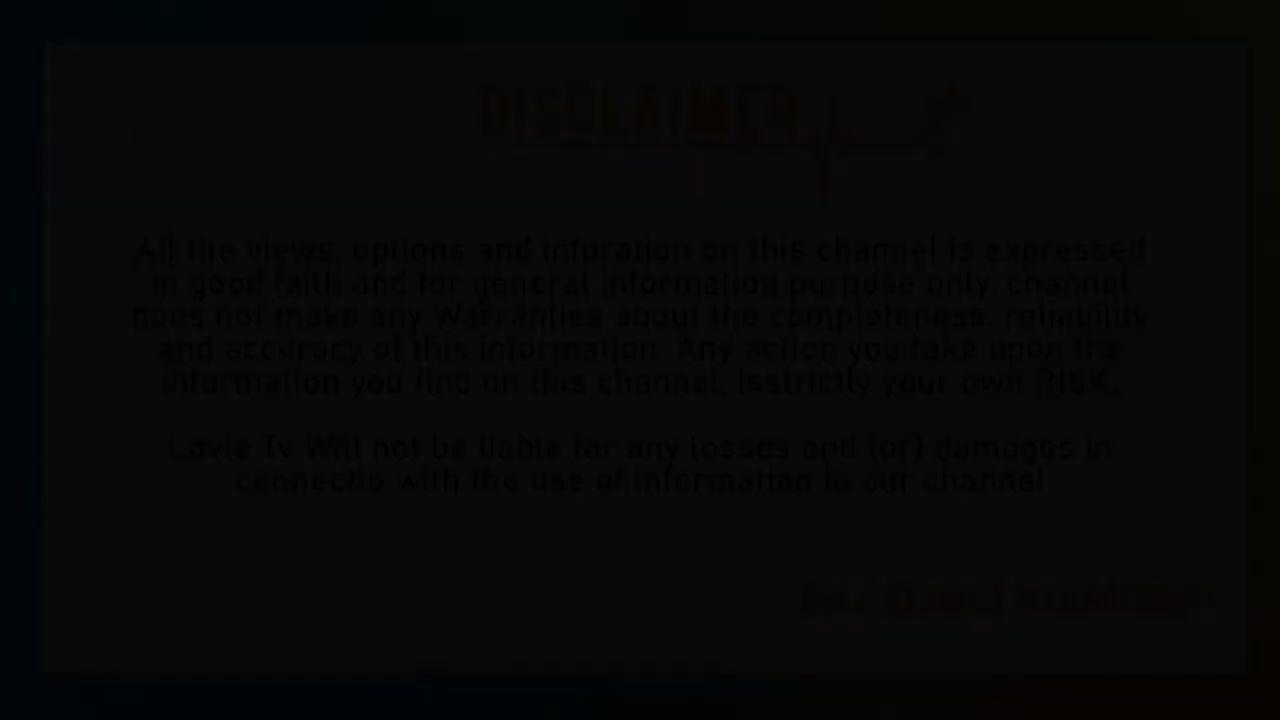 DISCLAIMER
All the views, options and inforation on this channel is expressed
in good faith and for general information purpose only, channel
does not make any Warranties about the completeness, reliability
and accuracy of this information. Any action you take upon the
information you find on this channel, isstrictly your own RISK.
Lovie Tv Will not be liable for any losses and (or) damages in
connectio with the use of information in our channel